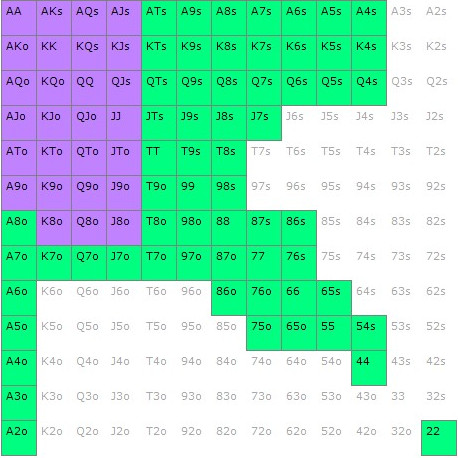 AA AKs AQs AJs ATs A9s A8s A7s A6s A5s A4s A3s A2s
AKo KK KQs KJs KTs K9s K8s K7s K6s K5s K4s K3s K2s
AQo KQo QQ QJs QTs Q9s Q8s Q7s Q6s Q5s Q4s Q3s Q2s
AJo KJo QJo JJ JTs J9s J8s J7s J6s J5s J4s J3s J2s
ATo KTo QTo JTo TT T9s T8s T7s T6s T5s T4s T3s T2s
A9o K9o Q9o J9o T9o 99 98s 97s 96s 95s 94s 93s 92s
A8o K8o Q8o J8o T8o 98o 88 87s 86s 85s 84s 83s 82s
A7o K7o Q7o J7o T7o 97o 87o 77 76s 75s 74s 73s 72s
A6o K6o Q6o J6o T6o 96o 86o 76o 66 65s 64s 63s 62s
A5o K5o Q5o J5o T5o 95o 85o 75o 65o 55 54s 53s 52s
A4o K4o Q4o J4o T4o 94o 84o 74o 64o 54o 44 43s 42s
A3o K3o Q3o J3o T3o 93o 83o 73o 63o 53o 43o 33 32s
A2o K2o Q2o J2o T2o 92o 82o 72o 62o 52o 42o 32o 22